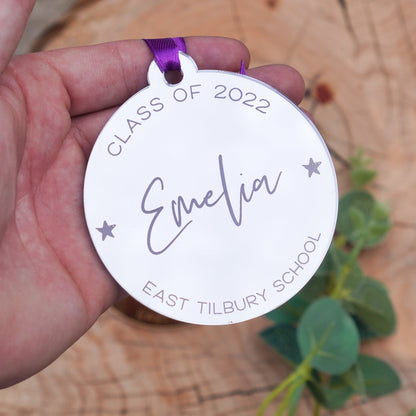 CLASS OF 2022
Emelia
EAST TILBURY SCHOOL